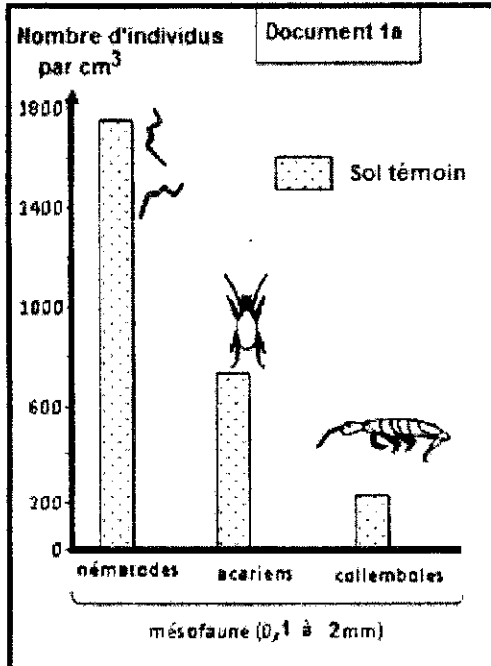 Nombre d'individus
par cm³
Document 1a
1800
1400
1000
600
200
0
Sol témoin
nématodes
acariens
collemboles
mésofaune (0,1 à 2mm)